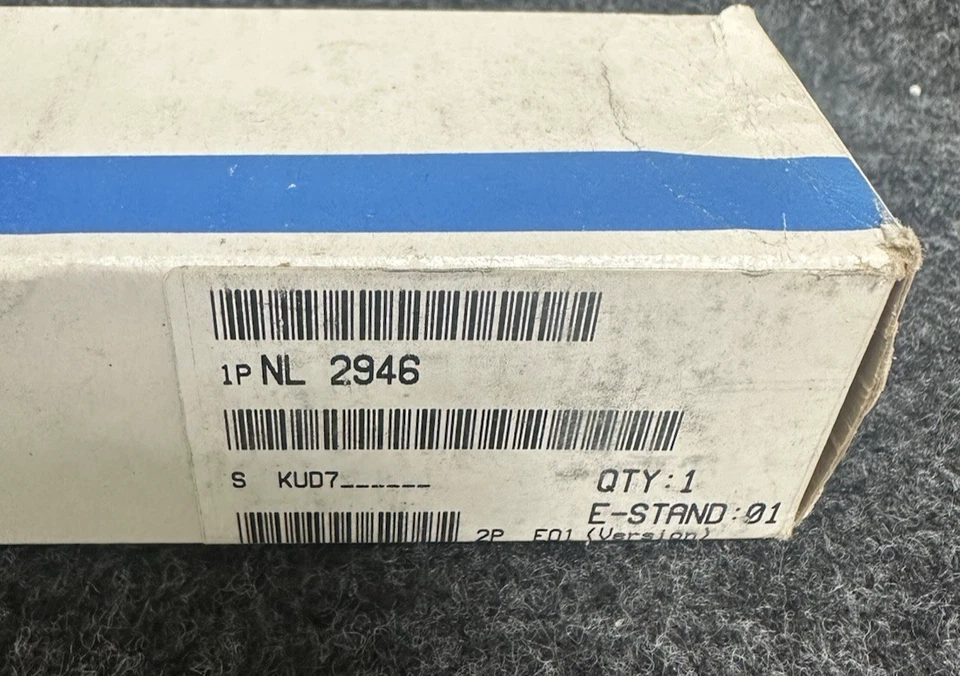 1P NL 2946
S KUD7______
QTY:1
E-STAND:01
2P E01 (Version)